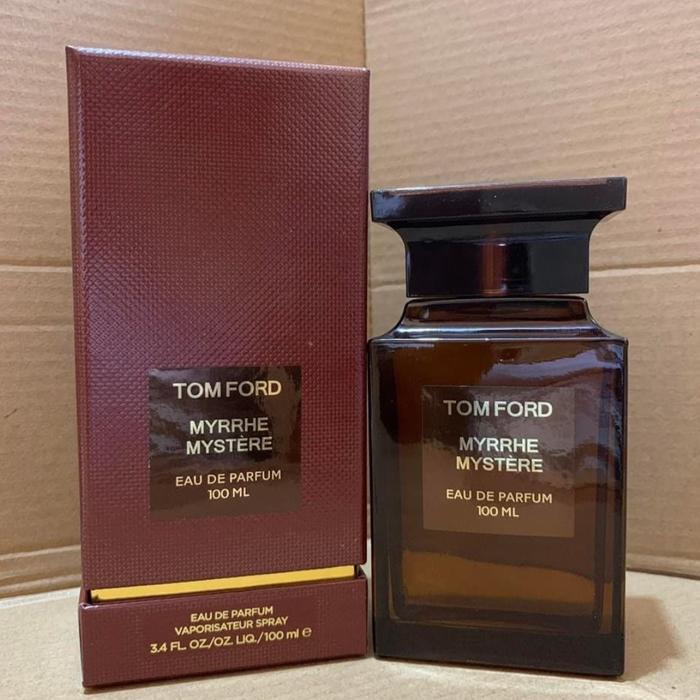 TOM FORD
MYRRHE
MYSTÈRE
EAU DE PARFUM
100 ML
EAU DE PARFUM
VAPORISATEUR SPRAY
3.4 FL. OZ./OZ. LIQ./100 ml ℮
TOM FORD
MYRRHE
MYSTÈRE
EAU DE PARFUM
100 ML